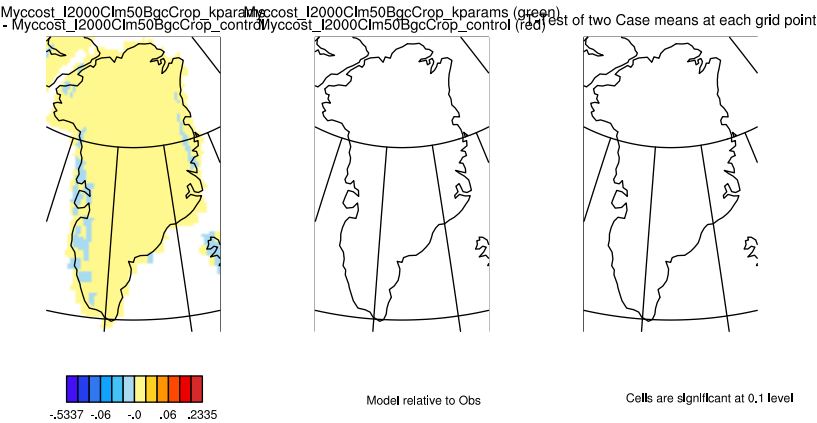 Myccost_I2000Clm50BgcCrop_kparams
- Myccost_I2000Clm50BgcCrop_control
Myccost_I2000Clm50BgcCrop_kparams (green)
Myccost_I2000Clm50BgcCrop_control (red)
T-Test of two Case means at each grid point
-.5337 -.06 -.0 .06 .2335
Model relative to Obs
Cells are significant at 0.1 level